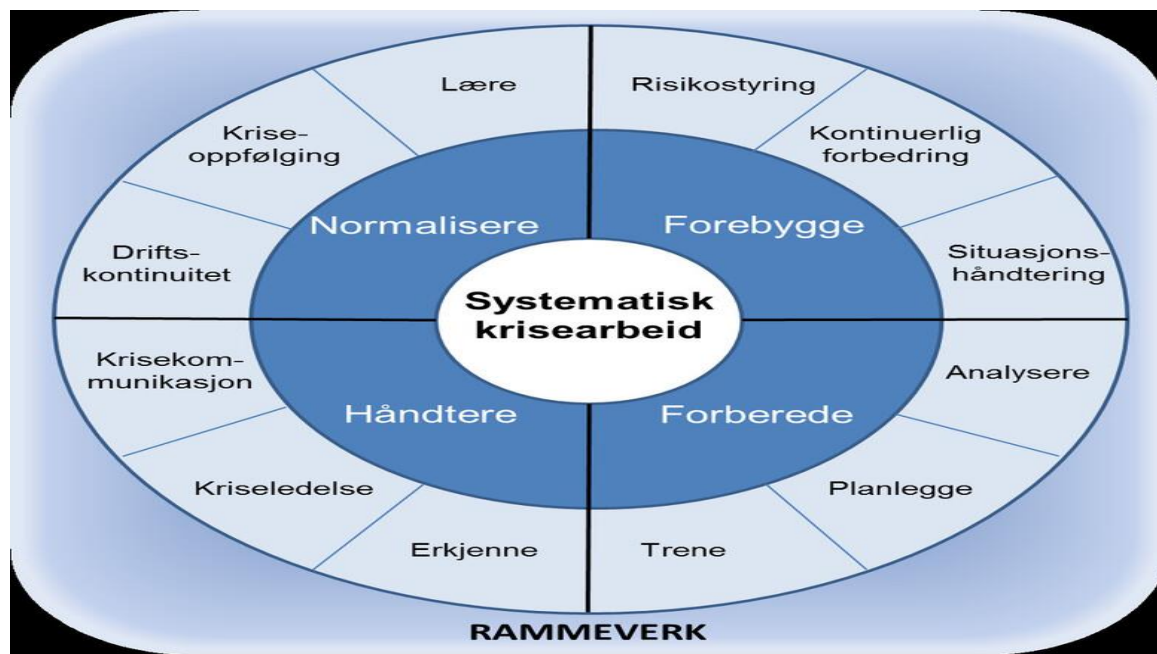 Lære
Risikostyring
Krise-
oppfølging
Kontinuerlig
forbedring
Normalisere
Forebygge
Drifts-
kontinuitet
Situasjons-
håndtering
Systematisk
krisearbeid
Krisekom-
munikasjon
Analysere
Håndtere
Forberede
Kriseledelse
Planlegge
Erkjenne
Trene
RAMMEVERK